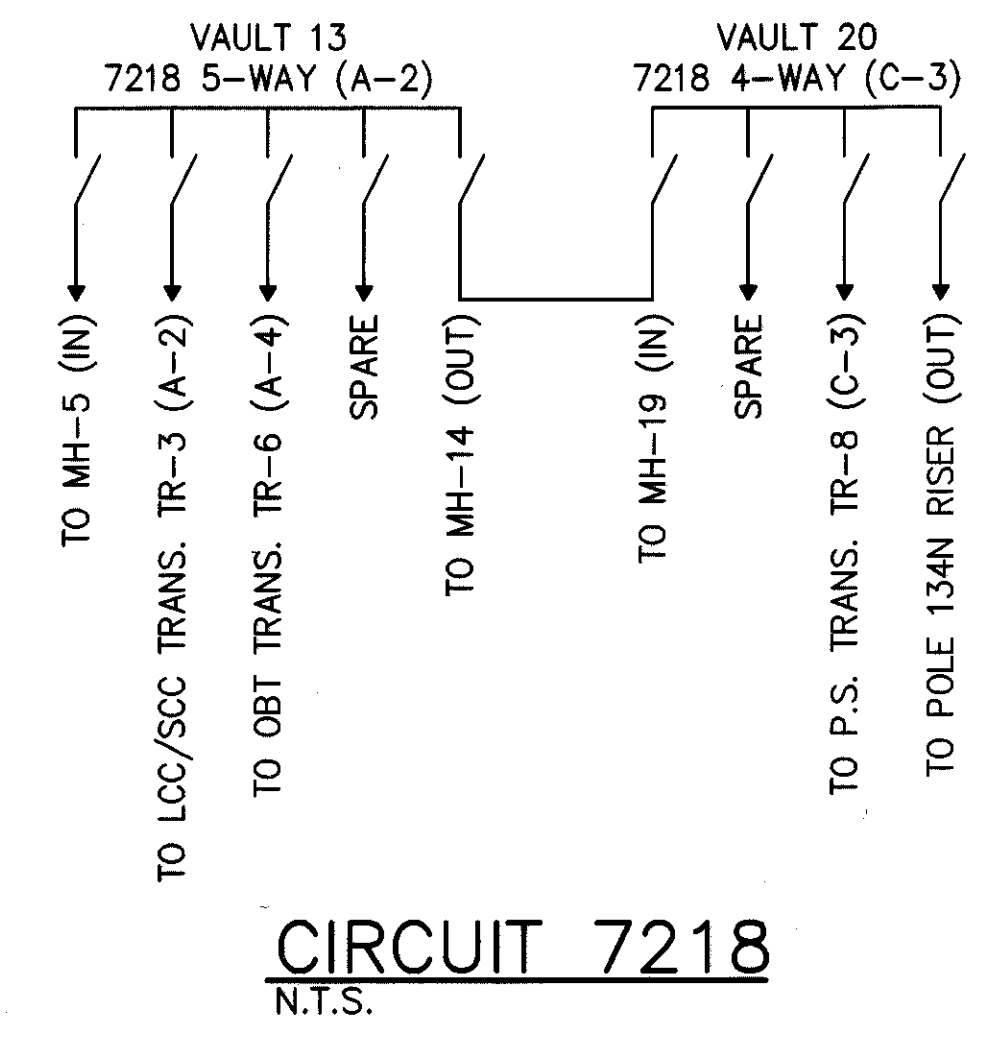 VAULT 13
7218 5-WAY (A-2)
VAULT 20
7218 4-WAY (C-3)
TO MH-5 (IN)
TO LCC/SCC TRANS. TR-3 (A-2)
TO OBT TRANS. TR-6 (A-4)
SPARE
TO MH-14 (OUT)
TO MH-19 (IN)
SPARE
TO P.S. TRANS. TR-8 (C-3)
TO POLE 134N RISER (OUT)
CIRCUIT 7218
N.T.S.